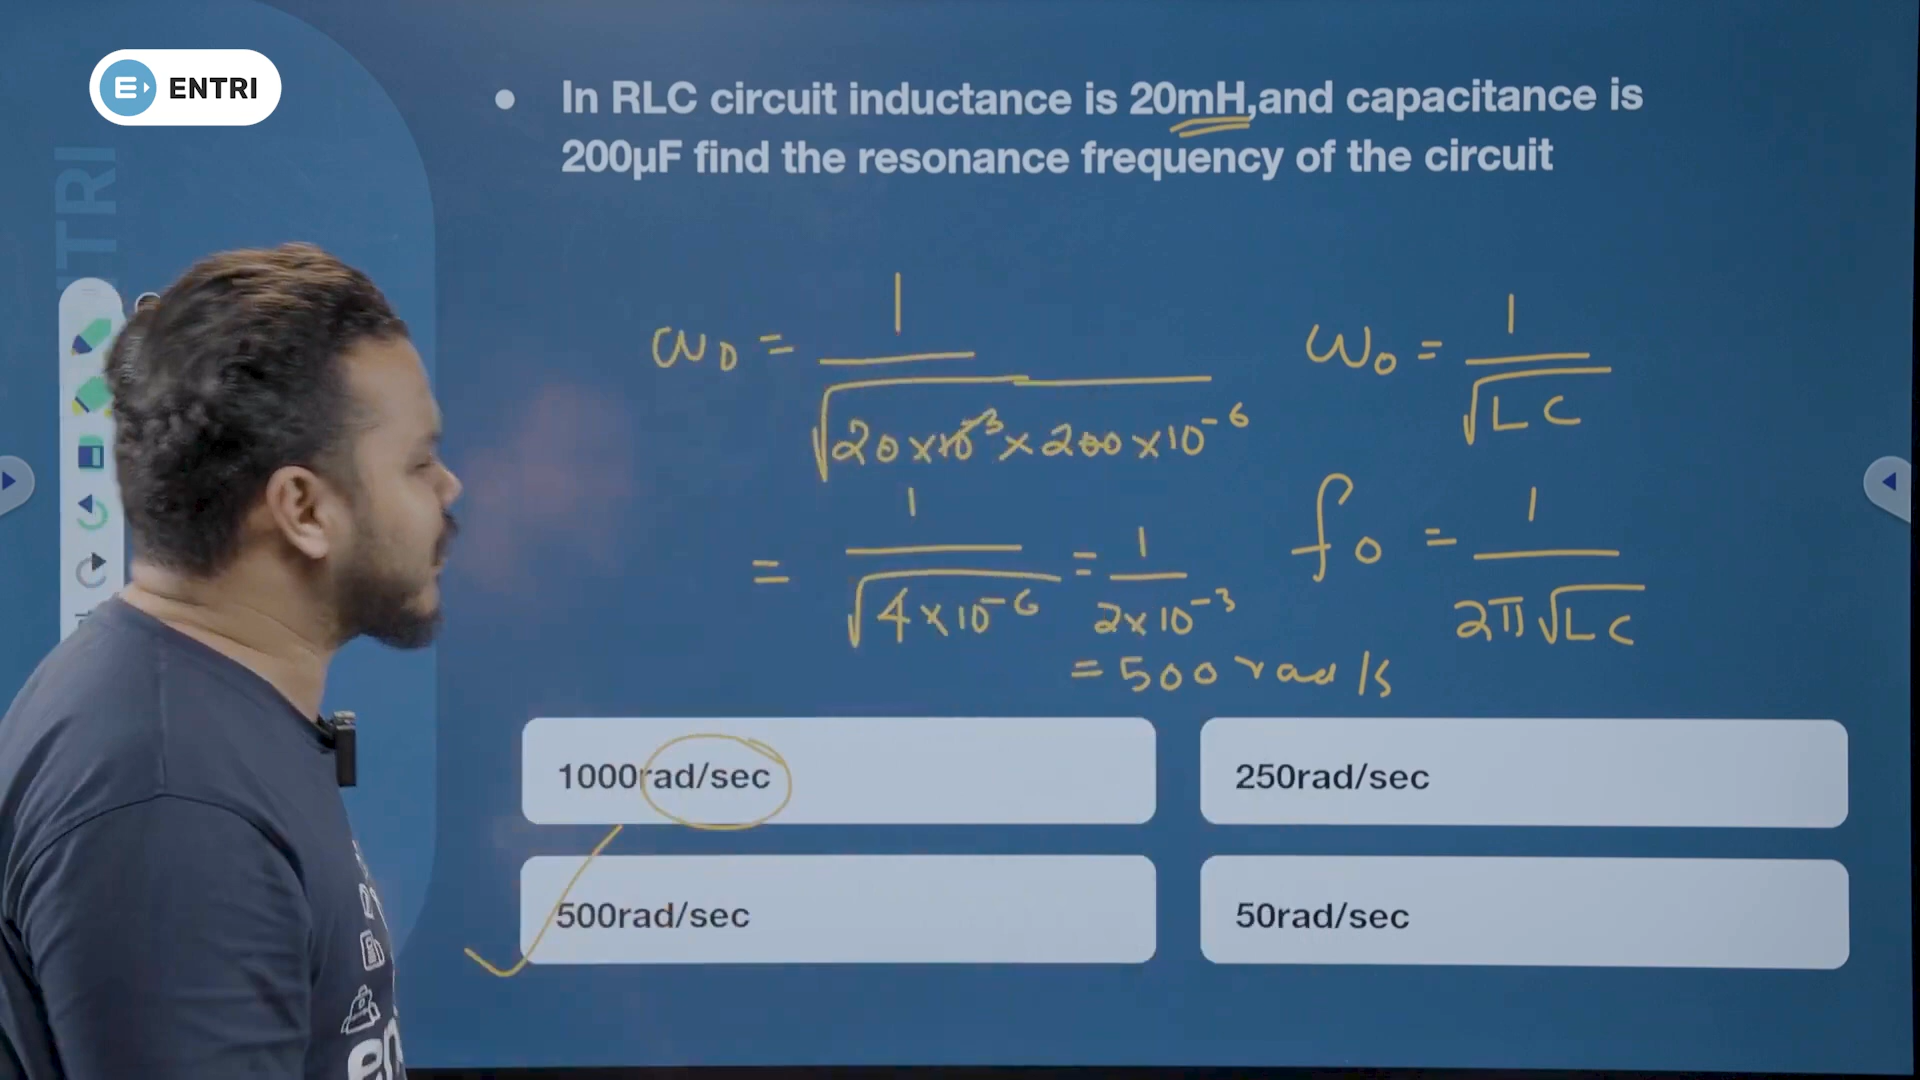 ENTRI
TRI
• In RLC circuit inductance is 20mH,and capacitance is
200µF find the resonance frequency of the circuit
ω0 = 1 / √20×10⁻³×200×10⁻⁶
ω0 = 1 / √LC
= 1 / √4×10⁻⁶ = 1 / 2×10⁻³
f0 = 1 / 2π√LC
= 500 rad/s
1000rad/sec
250rad/sec
500rad/sec
50rad/sec
en